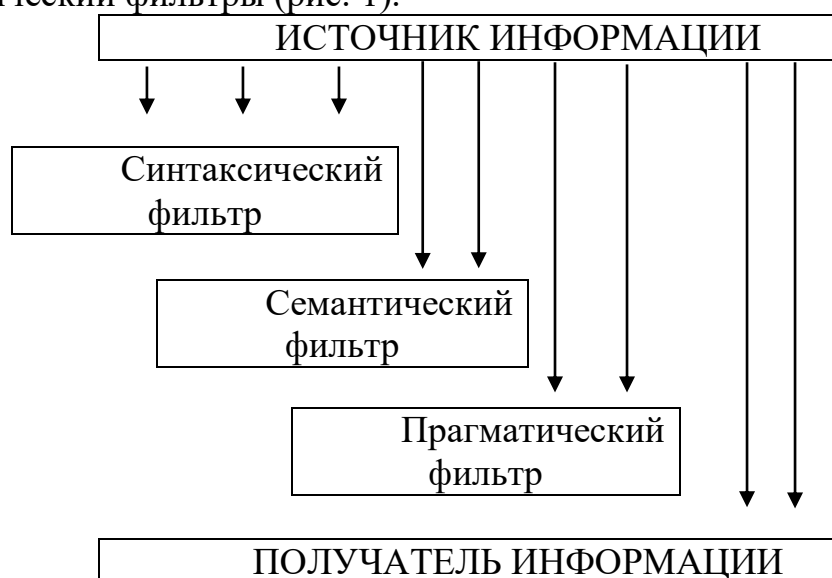 ческий фильтры (рис. 1).
ИСТОЧНИК ИНФОРМАЦИИ
Синтаксический
фильтр
Семантический
фильтр
Прагматический
фильтр
ПОЛУЧАТЕЛЬ ИНФОРМАЦИИ